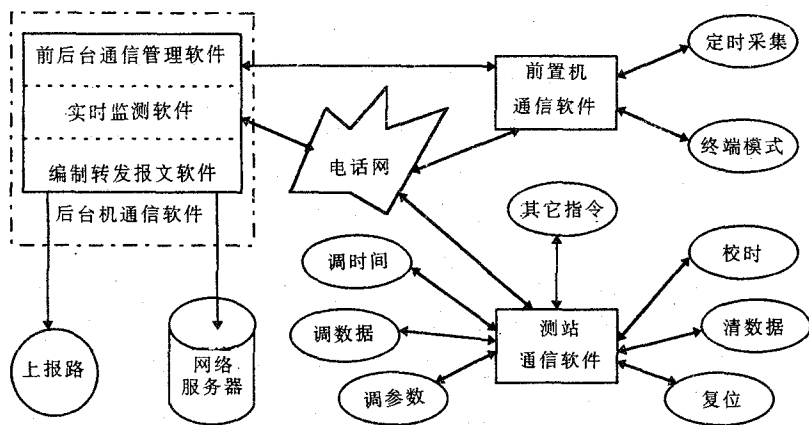 前后台通信管理软件
实时监测软件
编制转发报文软件
后台机通信软件
上报路
网络
服务器
电话网
前置机
通信软件
定时采集
终端模式
其它指令
调时间
调数据
调参数
测站
通信软件
校时
清数据
复位